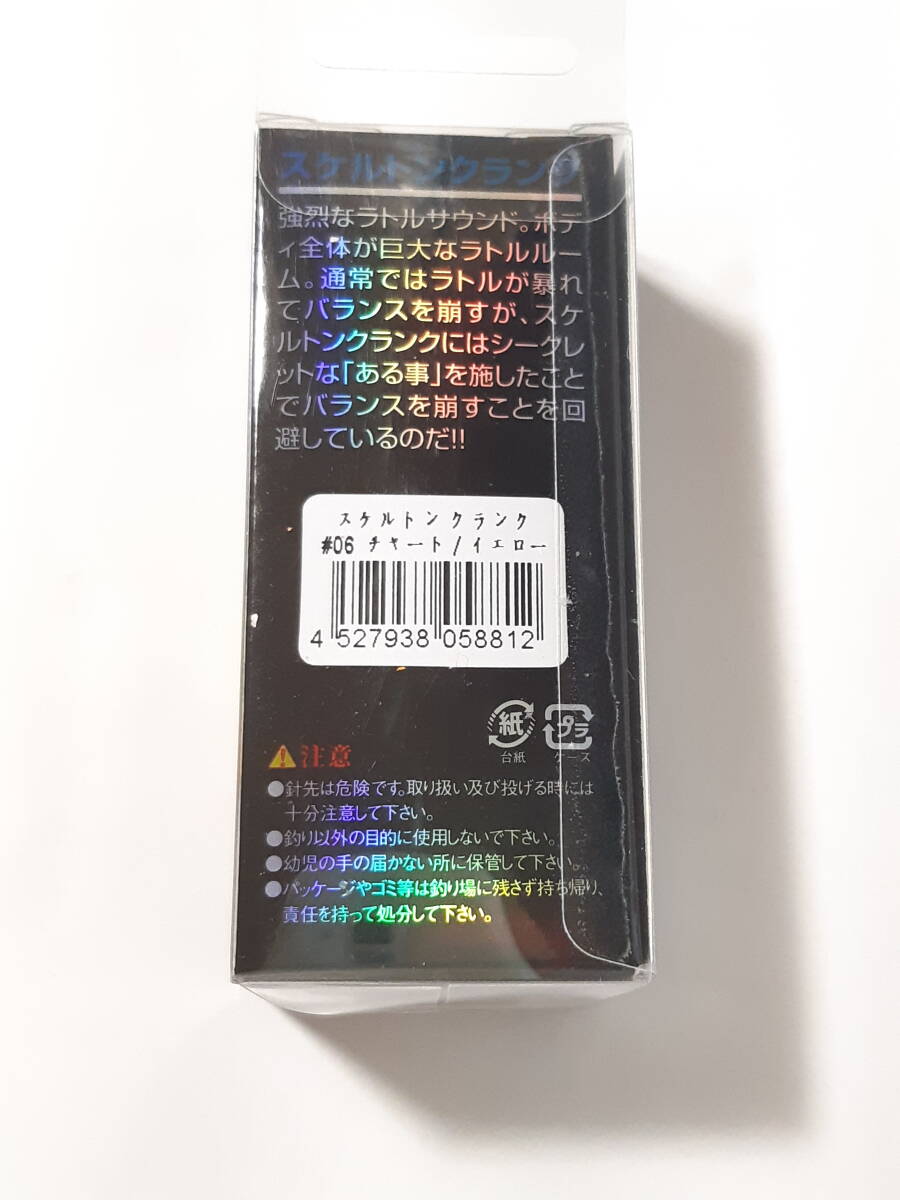 スケルトンクランク
強烈なラトルサウンド。ボデ
ィ全体が巨大なラトルルー
ム。通常ではラトルが暴れ
てバランスを崩すが、スケ
ルトンクランクにはシークレ
ットな「ある事」を施したこと
でバランスを崩すことを回
避しているのだ!!
スケルトンクランク
#06 チャート/イエロー
4 527938 058812
紙 プラ
台紙 ケース
注意
●針先は危険です。取り扱い及び投げる時には
十分注意して下さい。
●釣り以外の目的に使用しないで下さい。
●幼児の手の届かない所に保管して下さい。
●パッケージやゴミ等は釣り場に残さず持ち帰り、
責任を持って処分して下さい。